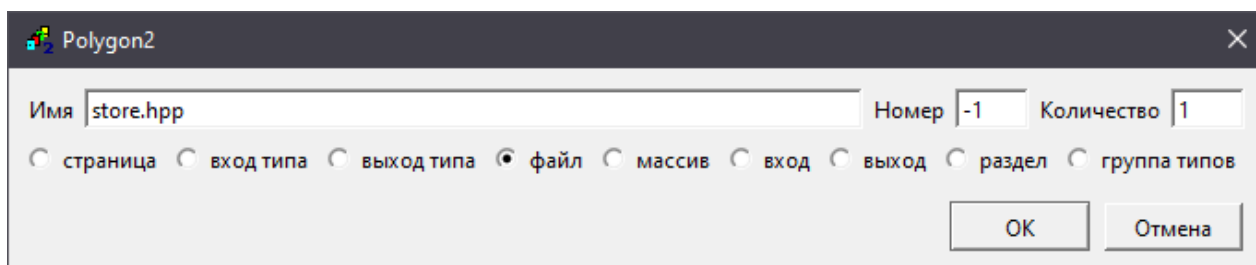 Polygon2
Имя store.hpp Номер -1 Количество 1
страница вход типа выход типа файл массив вход выход раздел группа типов
OK Отмена